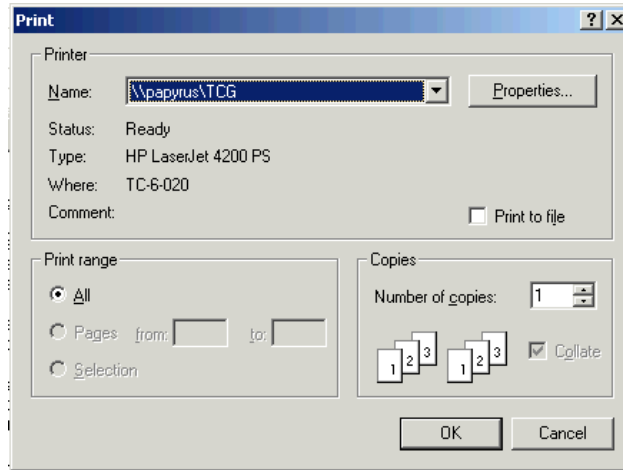 Print
Printer
Name: \\papyrus\TCG Properties...
Status: Ready
Type: HP LaserJet 4200 PS
Where: TC-6-020
Comment: Print to file
Print range
All
Pages from: to:
Selection
Copies
Number of copies: 1
1 2 3 1 2 3 Collate
OK Cancel